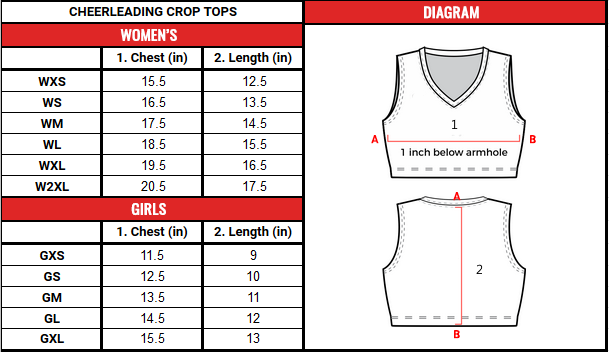 CHEERLEADING CROP TOPS
WOMEN'S
1. Chest (in) 2. Length (in)
WXS 15.5 12.5
WS 16.5 13.5
WM 17.5 14.5
WL 18.5 15.5
WXL 19.5 16.5
W2XL 20.5 17.5
GIRLS
1. Chest (in) 2. Length (in)
GXS 11.5 9
GS 12.5 10
GM 13.5 11
GL 14.5 12
GXL 15.5 13
DIAGRAM
1
A B
1 inch below armhole
A
2
B